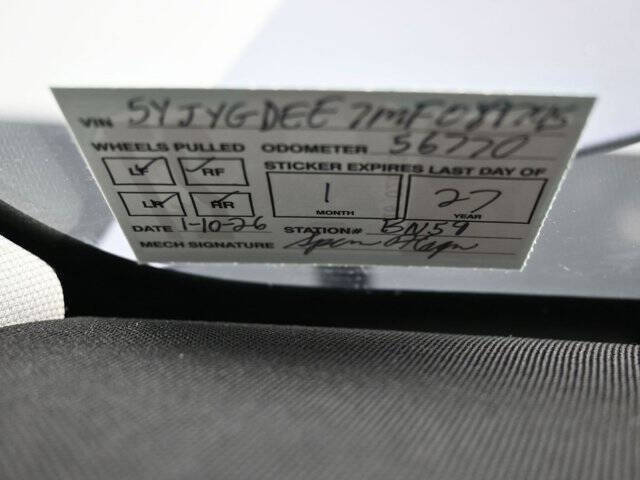 VIN 5YJYGDEE7MF089745
WHEELS PULLED ODOMETER 56770
LF RF STICKER EXPIRES LAST DAY OF
1 27
LR RR MONTH YEAR
DATE 1-10-26 STATION# BN59
MECH SIGNATURE